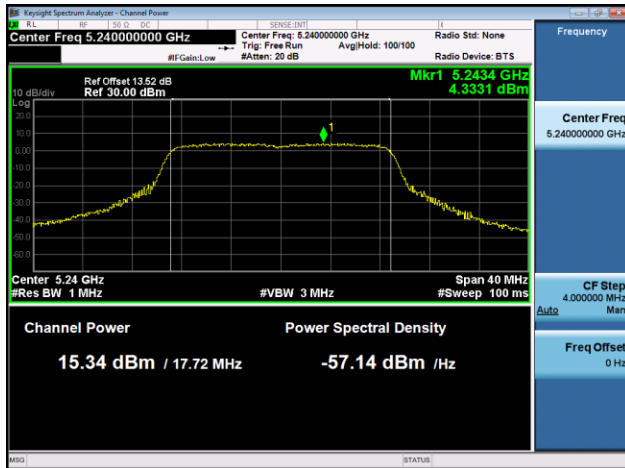 Keysight Spectrum Analyzer - Channel Power
RL RF 50 Ω DC SENSE:INT
Center Freq 5.240000000 GHz
Center Freq: 5.240000000 GHz Radio Std: None
Trig: Free Run Avg|Hold: 100/100
#IFGain:Low #Atten: 20 dB Radio Device: BTS
Frequency
Ref Offset 13.52 dB Mkr1 5.2434 GHz
10 dB/div Ref 30.00 dBm 4.3331 dBm
Log
20.0
10.0
1
0.00
-10.0
-20.0
-30.0
-40.0
-50.0
-60.0
Center 5.24 GHz Span 40 MHz
#Res BW 1 MHz #VBW 3 MHz #Sweep 100 ms
Channel Power Power Spectral Density
15.34 dBm / 17.72 MHz -57.14 dBm /Hz
Center Freq
5.240000000 GHz
CF Step
4.000000 MHz
Auto Man
Freq Offset
0 Hz
MSG STATUS